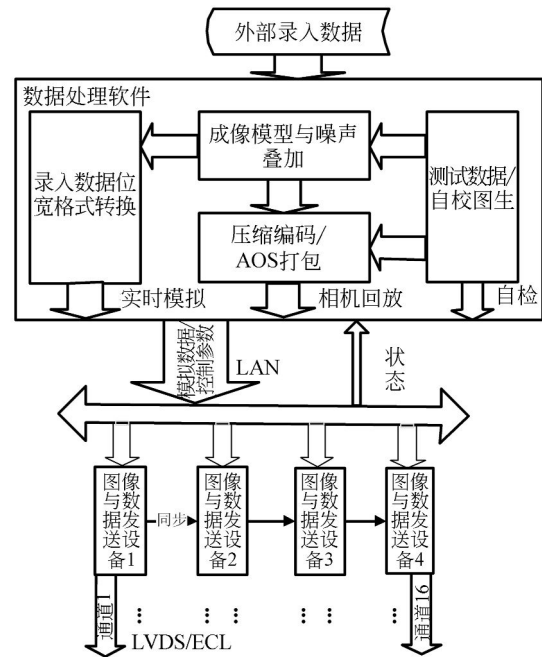 外部录入数据
数据处理软件
成像模型与噪声
叠加
录入数据位
宽格式转换
测试数据/
自校图生
压缩编码/
AOS打包
实时模拟
相机回放
自检
模拟数据/
控制参数
LAN
状态
图像
与数
据发
送设
备1
同步
图像
与数
据发
送设
备2
图像
与数
据发
送设
备3
图像
与数
据发
送设
备4
通道1
LVDS/ECL
通道16